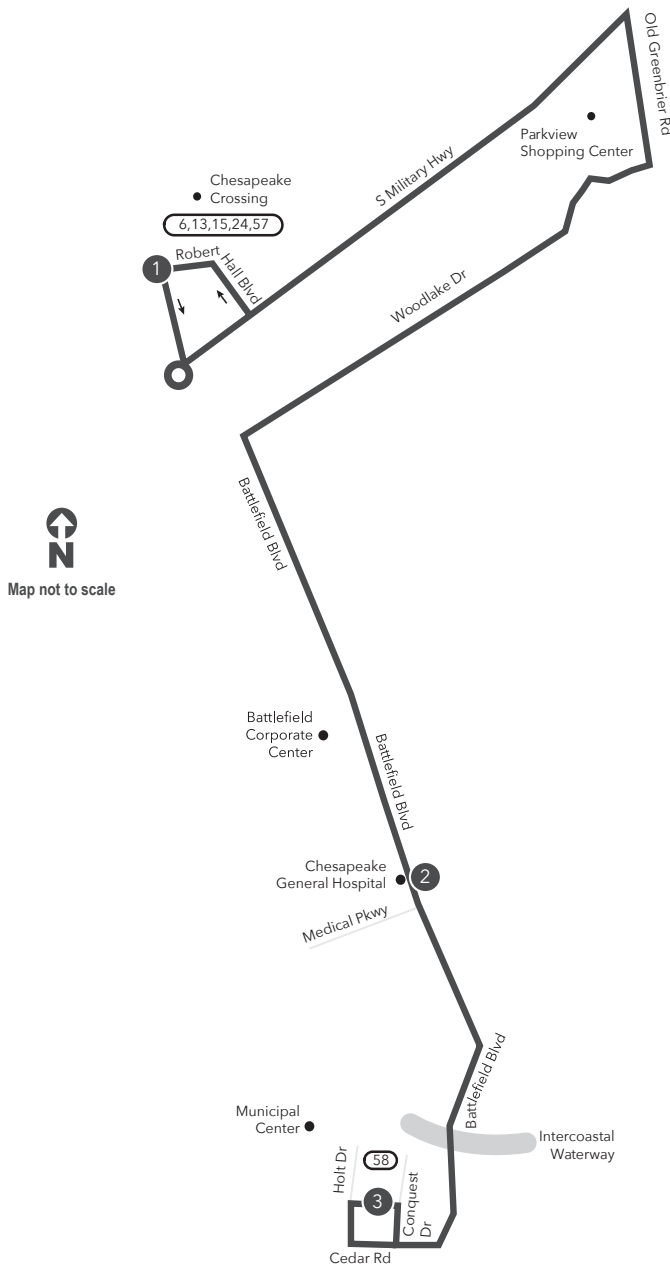 Old Greenbrier Rd
Parkview
Shopping Center
S Military Hwy
Chesapeake
Crossing
6,13,15,24,57
Robert
Hall Blvd
1
Woodlake Dr
Battlefield Blvd
N
Map not to scale
Battlefield
Corporate
Center
Battlefield Blvd
Chesapeake
General Hospital
2
Medical Pkwy
Battlefield Blvd
Municipal
Center
Intercoastal
Waterway
Holt Dr
58
3
Conquest
Dr
Cedar Rd